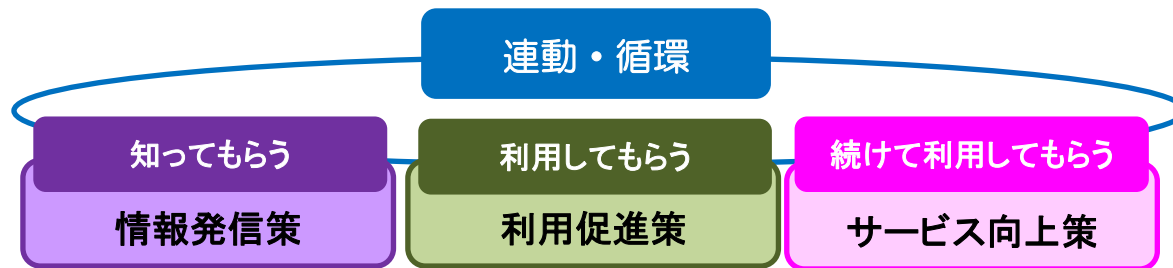 連動・循環
知ってもらう
情報発信策
利用してもらう
利用促進策
続けて利用してもらう
サービス向上策